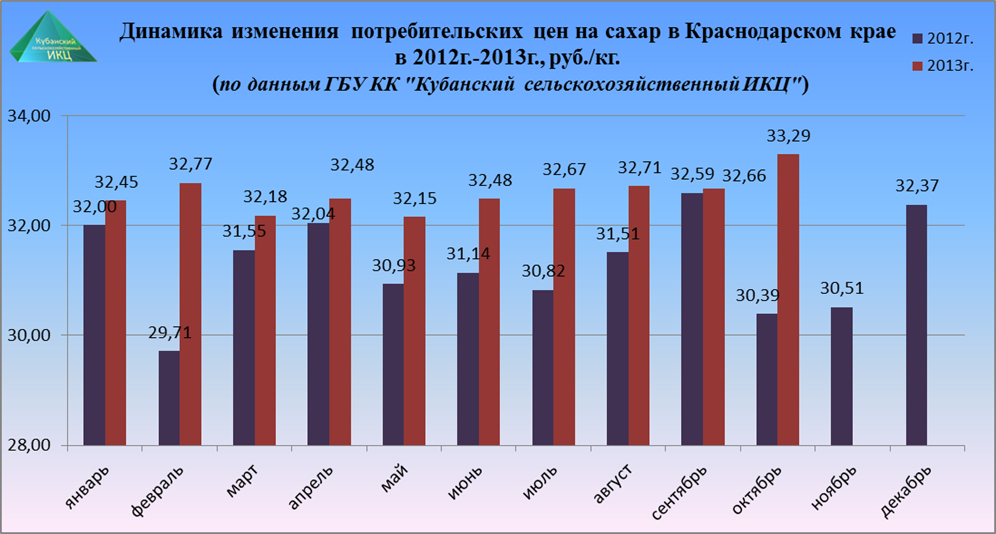 Кубанский
сельскохозяйственный
ИКЦ
Динамика изменения потребительских цен на сахар в Краснодарском крае
в 2012г.-2013г., руб./кг.
(по данным ГБУ КК "Кубанский сельскохозяйственный ИКЦ")
2012г.
2013г.
34,00
32,00
30,00
28,00
32,00
32,45
29,71
32,77
31,55
32,18
32,04
32,48
30,93
32,15
31,14
32,48
30,82
32,67
31,51
32,71
32,59
32,66
30,39
33,29
30,51
32,37
январь
февраль
март
апрель
май
июнь
июль
август
сентябрь
октябрь
ноябрь
декабрь